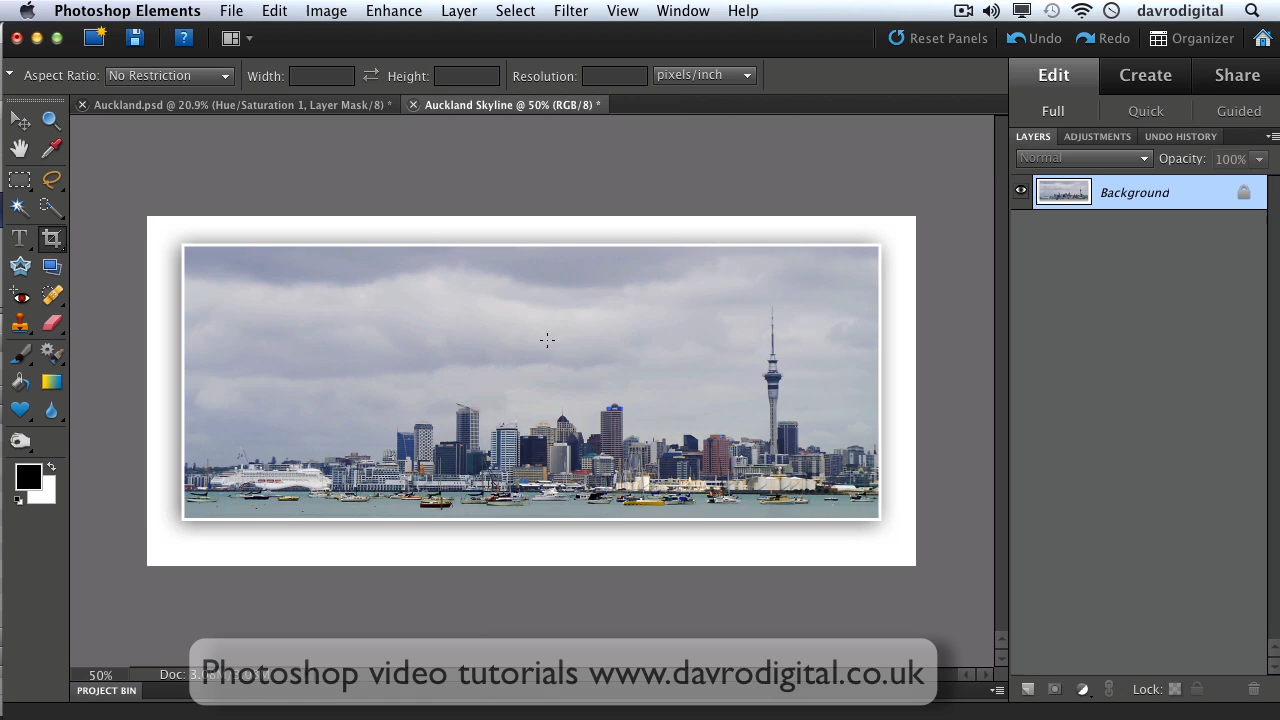 Photoshop Elements File Edit Image Enhance Layer Select Filter View Window Help davrodigital
Reset Panels Undo Redo Organizer
Aspect Ratio: No Restriction Width: Height: Resolution: pixels/inch Edit Create Share
Auckland.psd @ 20.9% (Hue/Saturation 1, Layer Mask/8) * Auckland Skyline @ 50% (RGB/8) * Full Quick Guided
LAYERS ADJUSTMENTS UNDO HISTORY
Normal Opacity: 100%
Background
T
50% Doc:
Photoshop video tutorials www.davrodigital.co.uk
PROJECT BIN Lock: